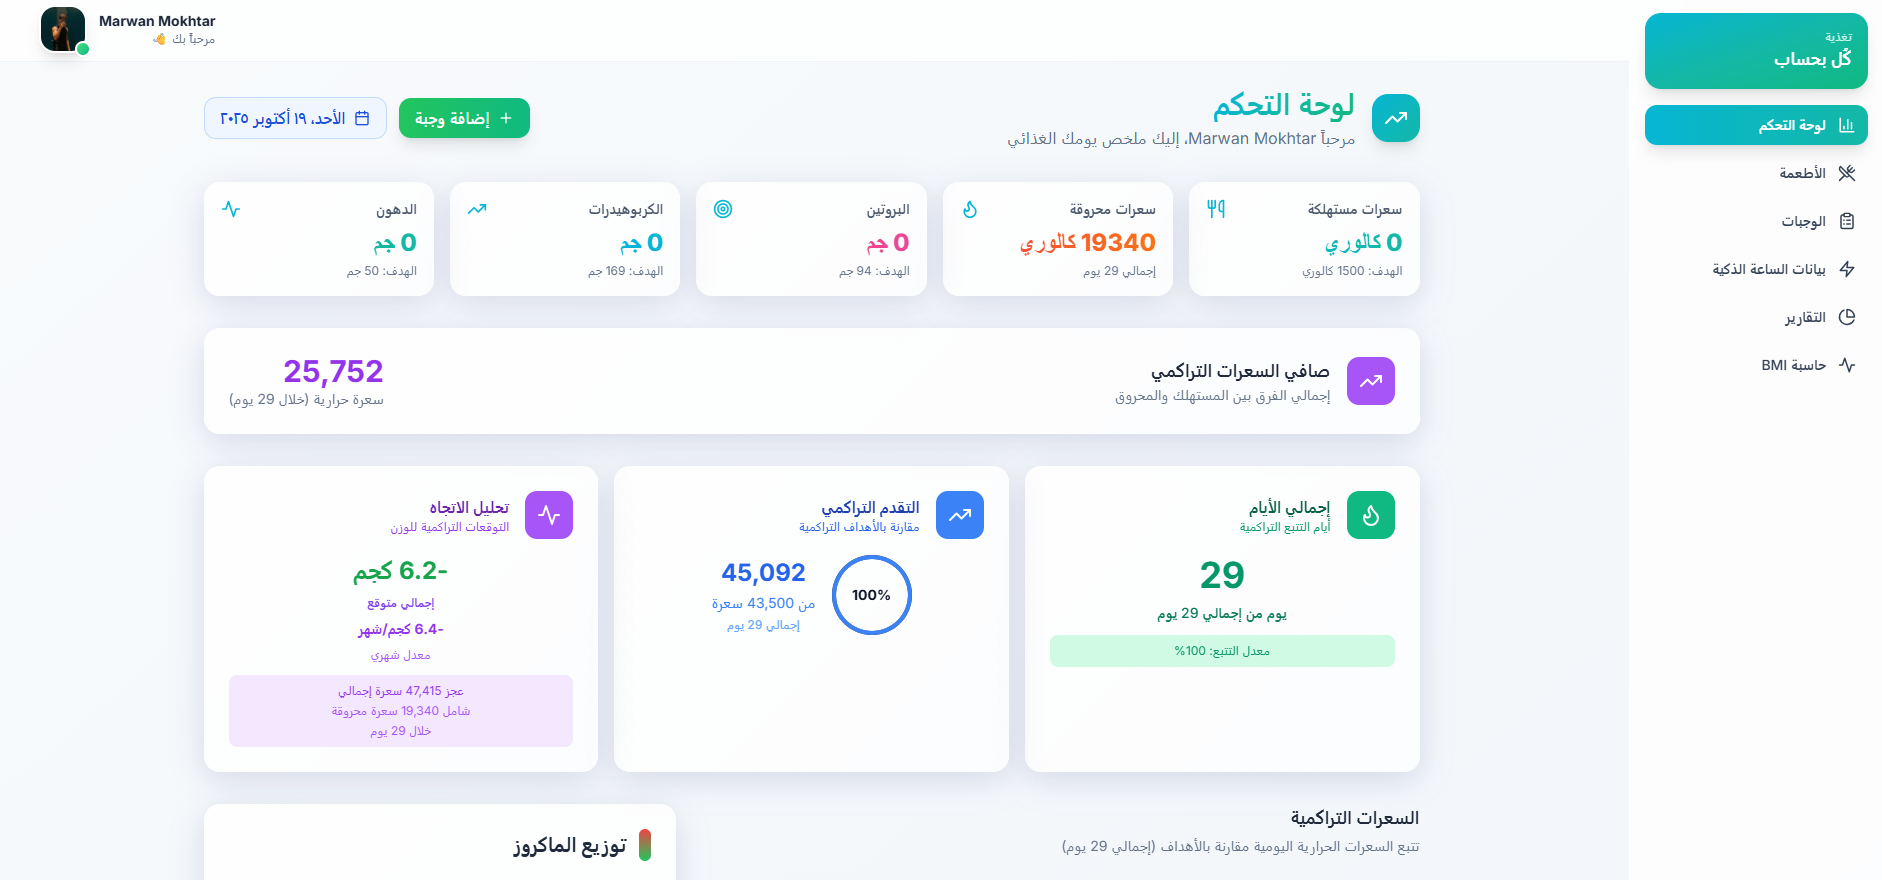 تغذية
كُل بحساب
لوحة التحكم
الأطعمة
الوجبات
بيانات الساعة الذكية
التقارير
حاسبة BMI
Marwan Mokhtar
مرحباً بك 👋
لوحة التحكم
مرحباً Marwan Mokhtar، إليك ملخص يومك الغذائي
إضافة وجبة
الأحد، ١٩ أكتوبر ٢٠٢٥
سعرات مستهلكة
0 كالوري
الهدف: 1500 كالوري
سعرات محروقة
19340 كالوري
إجمالي 29 يوم
البروتين
0 جم
الهدف: 94 جم
الكربوهيدرات
0 جم
الهدف: 169 جم
الدهون
0 جم
الهدف: 50 جم
صافي السعرات التراكمي
إجمالي الفرق بين المستهلك والمحروق
25,752
سعرة حرارية (خلال 29 يوم)
إجمالي الأيام
أيام التتبع التراكمية
29
يوم من إجمالي 29 يوم
معدل التتبع: 100%
التقدم التراكمي
مقارنة بالأهداف التراكمية
100%
45,092
من 43,500 سعرة
إجمالي 29 يوم
تحليل الاتجاه
التوقعات التراكمية للوزن
-6.2 كجم
إجمالي متوقع
-6.4 كجم/شهر
معدل شهري
عجز 47,415 سعرة إجمالي
شامل 19,340 سعرة محروقة
خلال 29 يوم
السعرات التراكمية
تتبع السعرات الحرارية اليومية مقارنة بالأهداف (إجمالي 29 يوم)
توزيع الماكروز